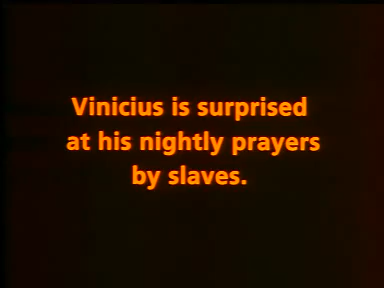 Vinicius is surprised
at his nightly prayers
by slaves.